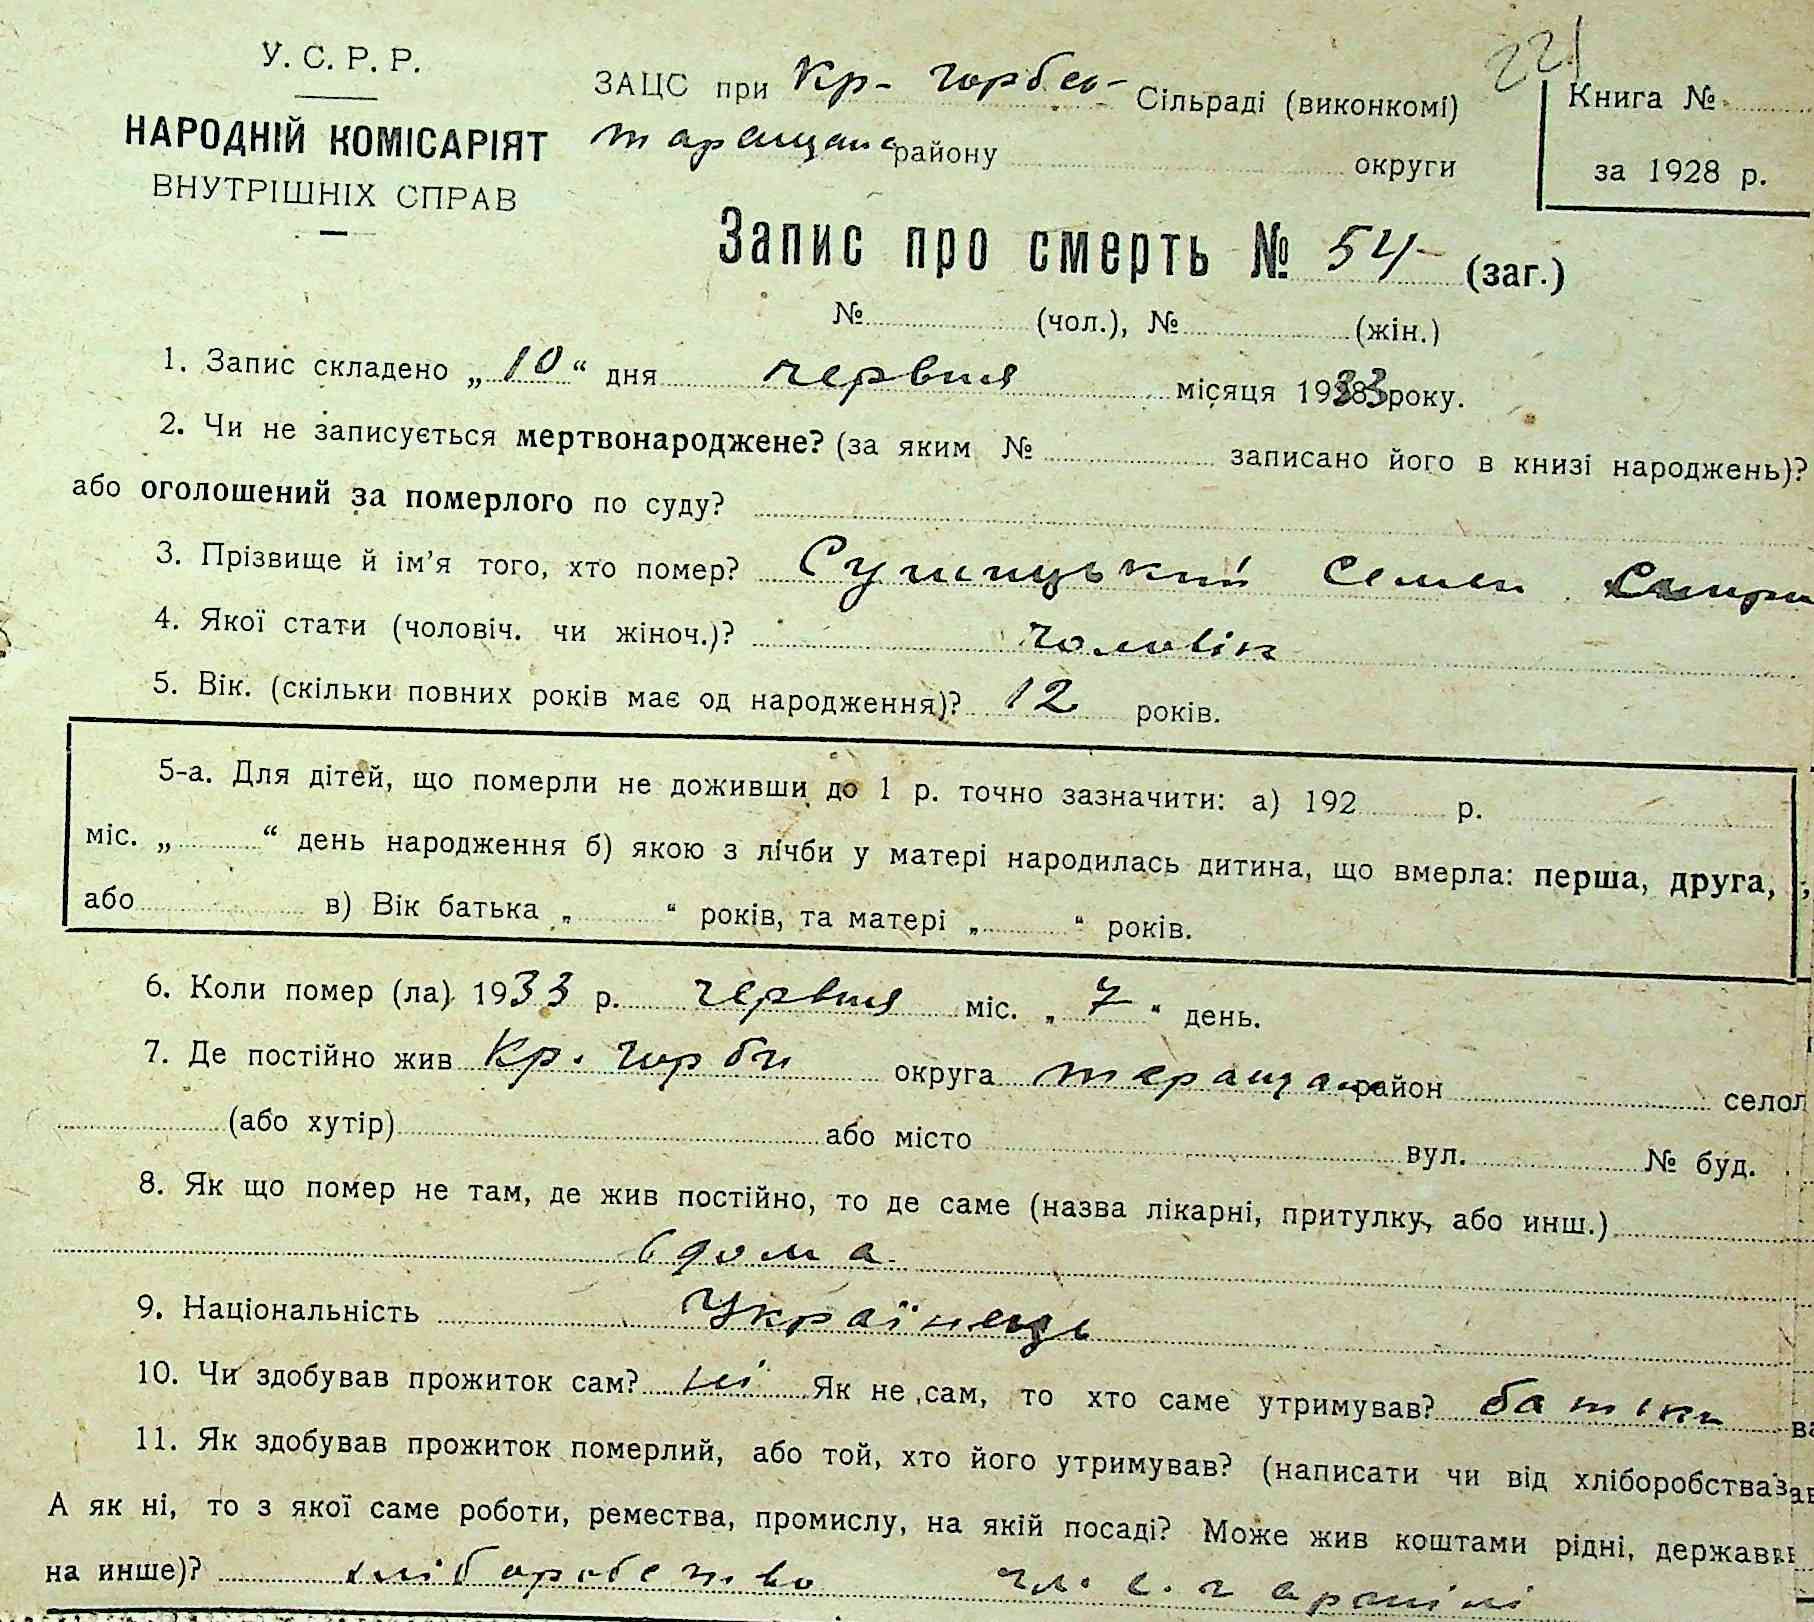 221
У. С. Р. Р.
НАРОДНІЙ КОМІСАРІЯТ
ВНУТРІШНІХ СПРАВ
ЗАЦС при Кр- Горбсь- Сільраді (виконкомі)
Таращанс району округи
Книга №
за 1928 р.
Запис про смерть № 54 (заг.)
№ (чол.), № (жін.)
1. Запис складено „10“ дня червня місяця 1933 року.
2. Чи не записується мертвонароджене? (за яким № записано його в книзі народжень)?
або оголошений за померлого по суду?
3. Прізвище й ім’я того, хто помер? Сушицький Семен
4. Якої стати (чоловіч. чи жіноч.)? чоловік
5. Вік. (скільки повних років має од народження)? 12 років.
5-а. Для дітей, що померли не доживши до 1 р. точно зазначити: а) 192 р.
міс. „ “ день народження б) якою з лічби у матері народилась дитина, що вмерла: перша, друга,
або в) Вік батька „ “ років, та матері „ “ років.
6. Коли помер (ла) 1933 р. червня міс. „7“ день.
7. Де постійно жив Кр. Горби округа Таращанс район село
(або хутір) або місто вул. № буд.
8. Як що помер не там, де жив постійно, то де саме (назва лікарні, притулку, або инш.)
вдома
9. Національність Українець
10. Чи здобував прожиток сам? ні Як не сам, то хто саме утримував? батьки
11. Як здобував прожиток померлий, або той, хто його утримував? (написати чи від хліборобства
А як ні, то з якої саме роботи, ремества, промислу, на якій посаді? Може жив коштами рідні, держави
на инше)? хліборобство чл. с. г артілі